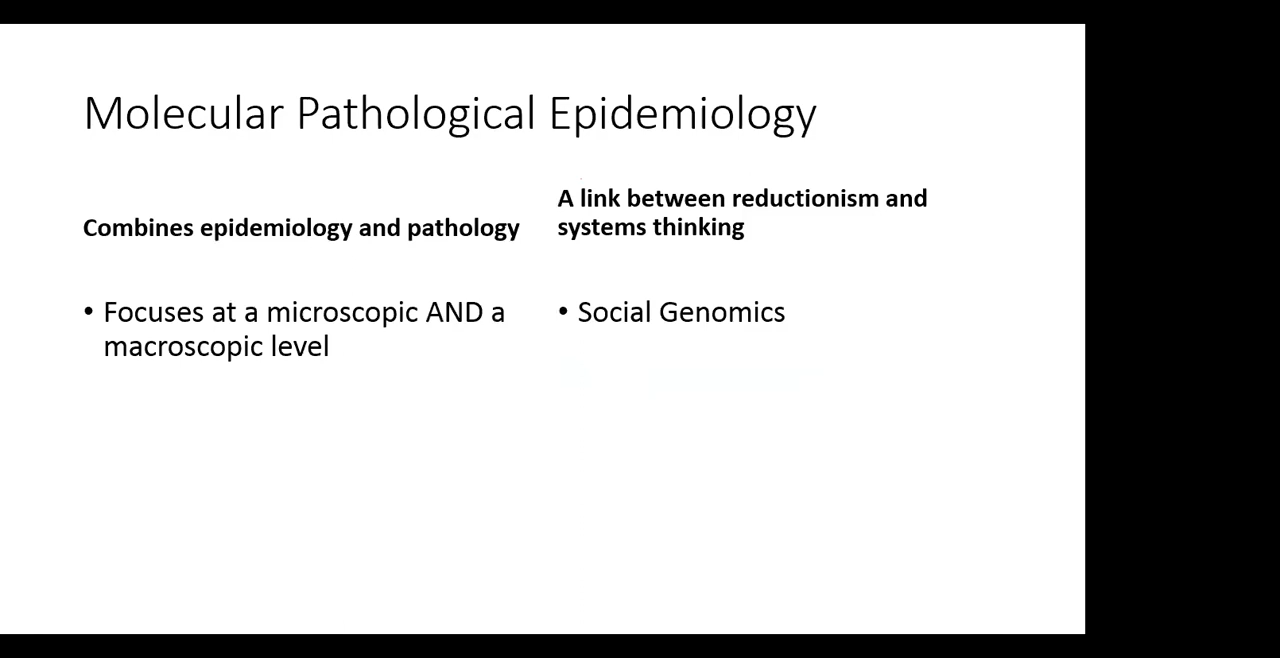 Molecular Pathological Epidemiology
Combines epidemiology and pathology
• Focuses at a microscopic AND a
macroscopic level
A link between reductionism and
systems thinking
• Social Genomics